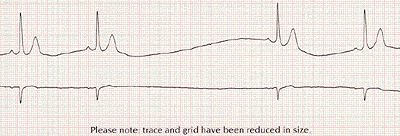 Please note: trace and grid have been reduced in size.